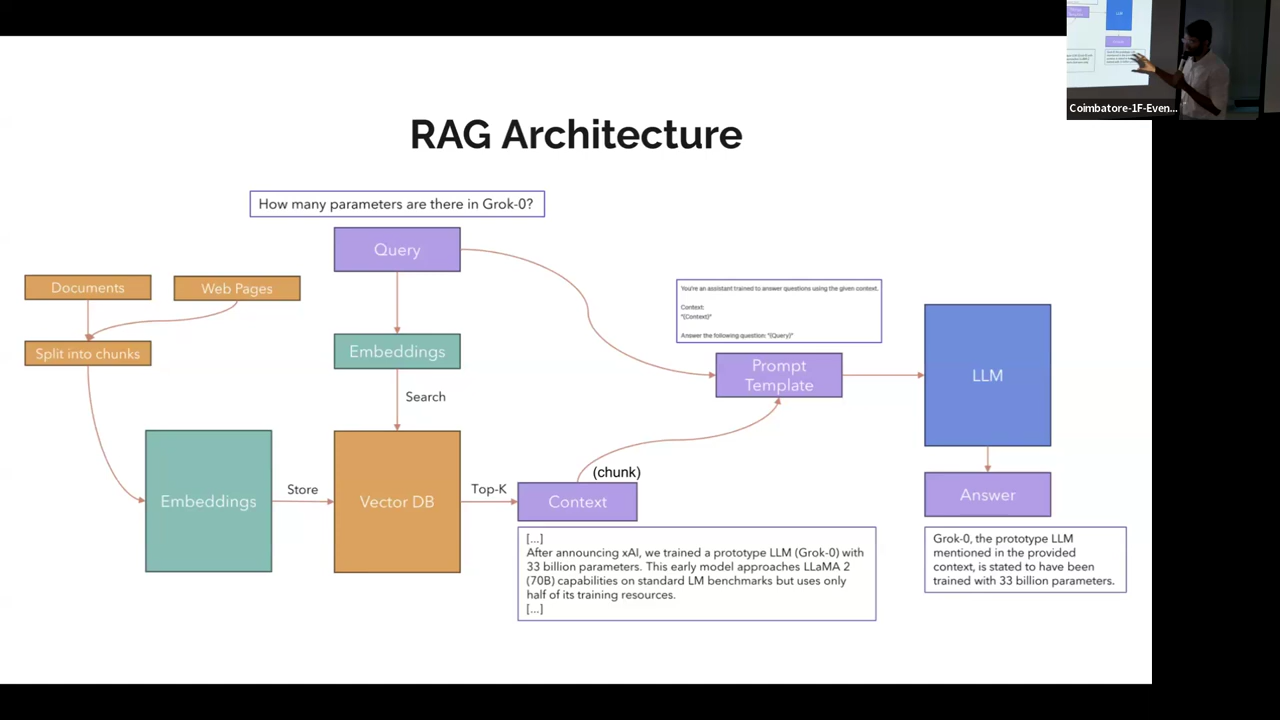 RAG Architecture
How many parameters are there in Grok-0?
Query
Documents
Web Pages
Split into chunks
Embeddings
Search
Embeddings
Store
Vector DB
Top-K
(chunk)
Context
[...]
After announcing xAI, we trained a prototype LLM (Grok-0) with
33 billion parameters. This early model approaches LLaMA 2
(70B) capabilities on standard LM benchmarks but uses only
half of its training resources.
[...]
You're an assistant trained to answer questions using the given context.
Context:
"{Context}"
Answer the following question: "{Query}"
Prompt
Template
LLM
Answer
Grok-0, the prototype LLM
mentioned in the provided
context, is stated to have been
trained with 33 billion parameters.
LLM
Coimbatore-1F-Even...